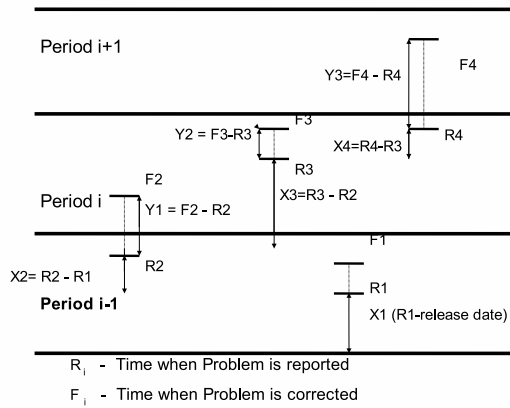 Period i+1
F4
Y3=F4 - R4
F3
Y2 = F3-R3
R4
X4=R4-R3
R3
F2
X3=R3 - R2
Period i
Y1 = F2 - R2
F1
R2
X2= R2 - R1
R1
Period i-1
X1 (R1-release date)
R i - Time when Problem is reported
F i - Time when Problem is corrected